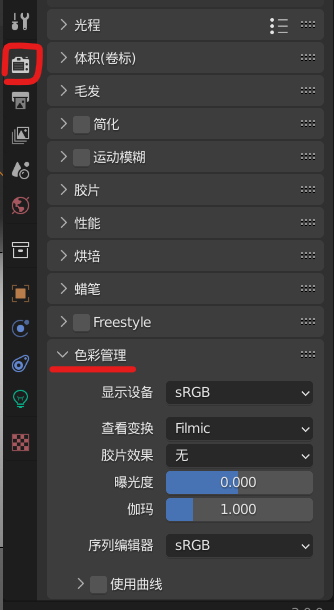 光程
体积(卷标)
毛发
简化
运动模糊
胶片
性能
烘培
蜡笔
Freestyle
色彩管理
显示设备 sRGB
查看变换 Filmic
胶片效果 无
曝光度 0.000
伽玛 1.000
序列编辑器 sRGB
使用曲线